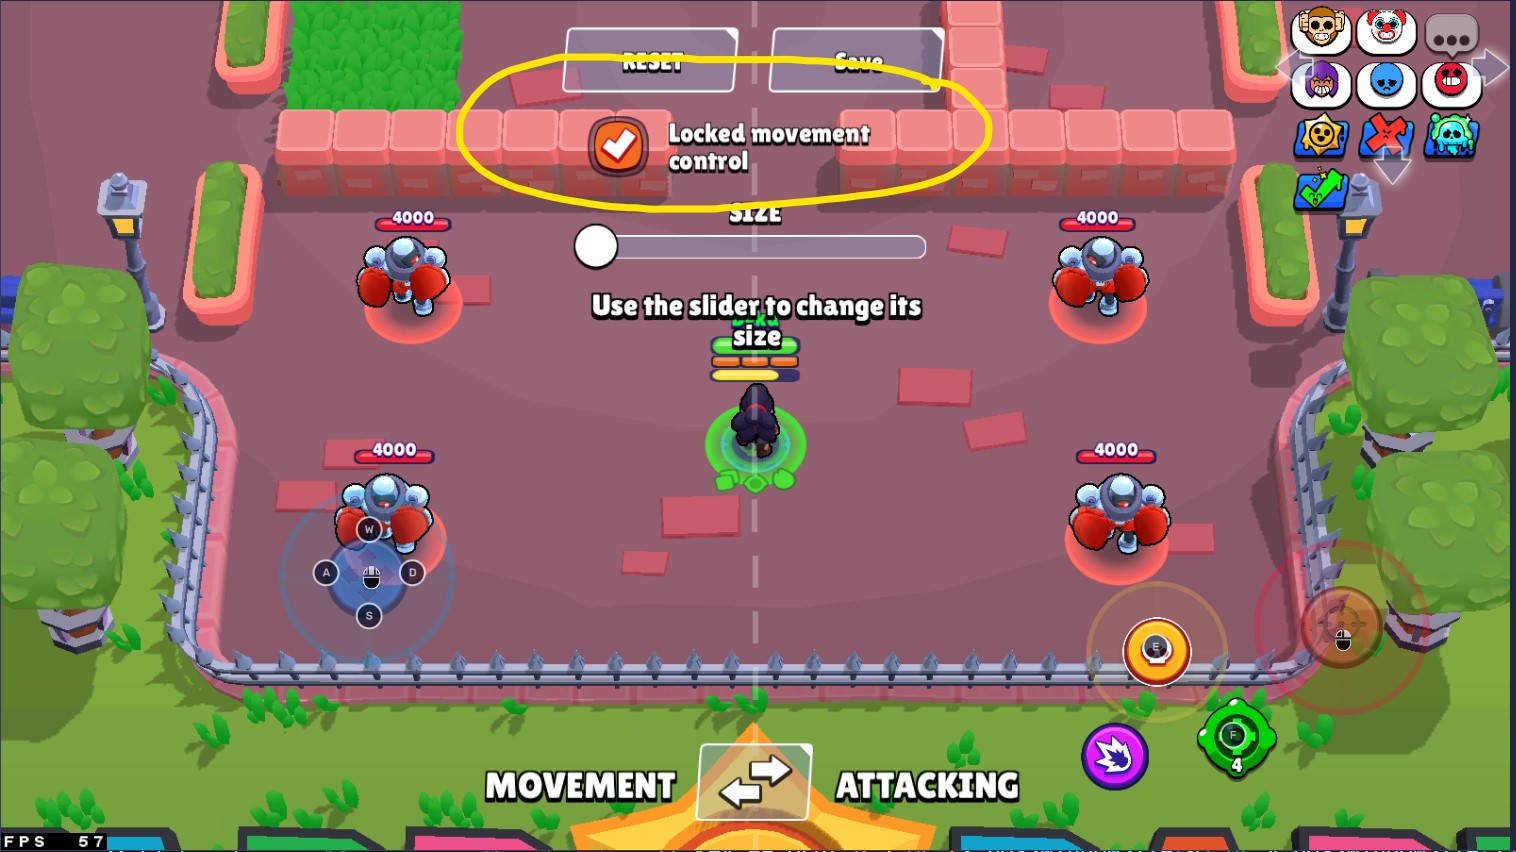 RESET
Save
Locked movement
control
SIZE
4000
4000
Use the slider to change its
size
4000
4000
W
A
D
S
E
F
4
MOVEMENT
ATTACKING
FPS 57